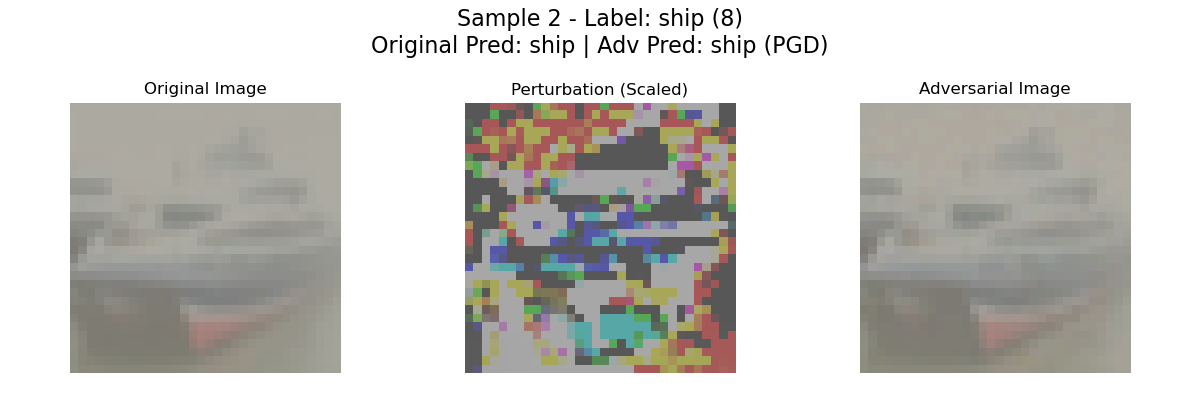 Sample 2 - Label: ship (8)
Original Pred: ship | Adv Pred: ship (PGD)
Original Image
Perturbation (Scaled)
Adversarial Image